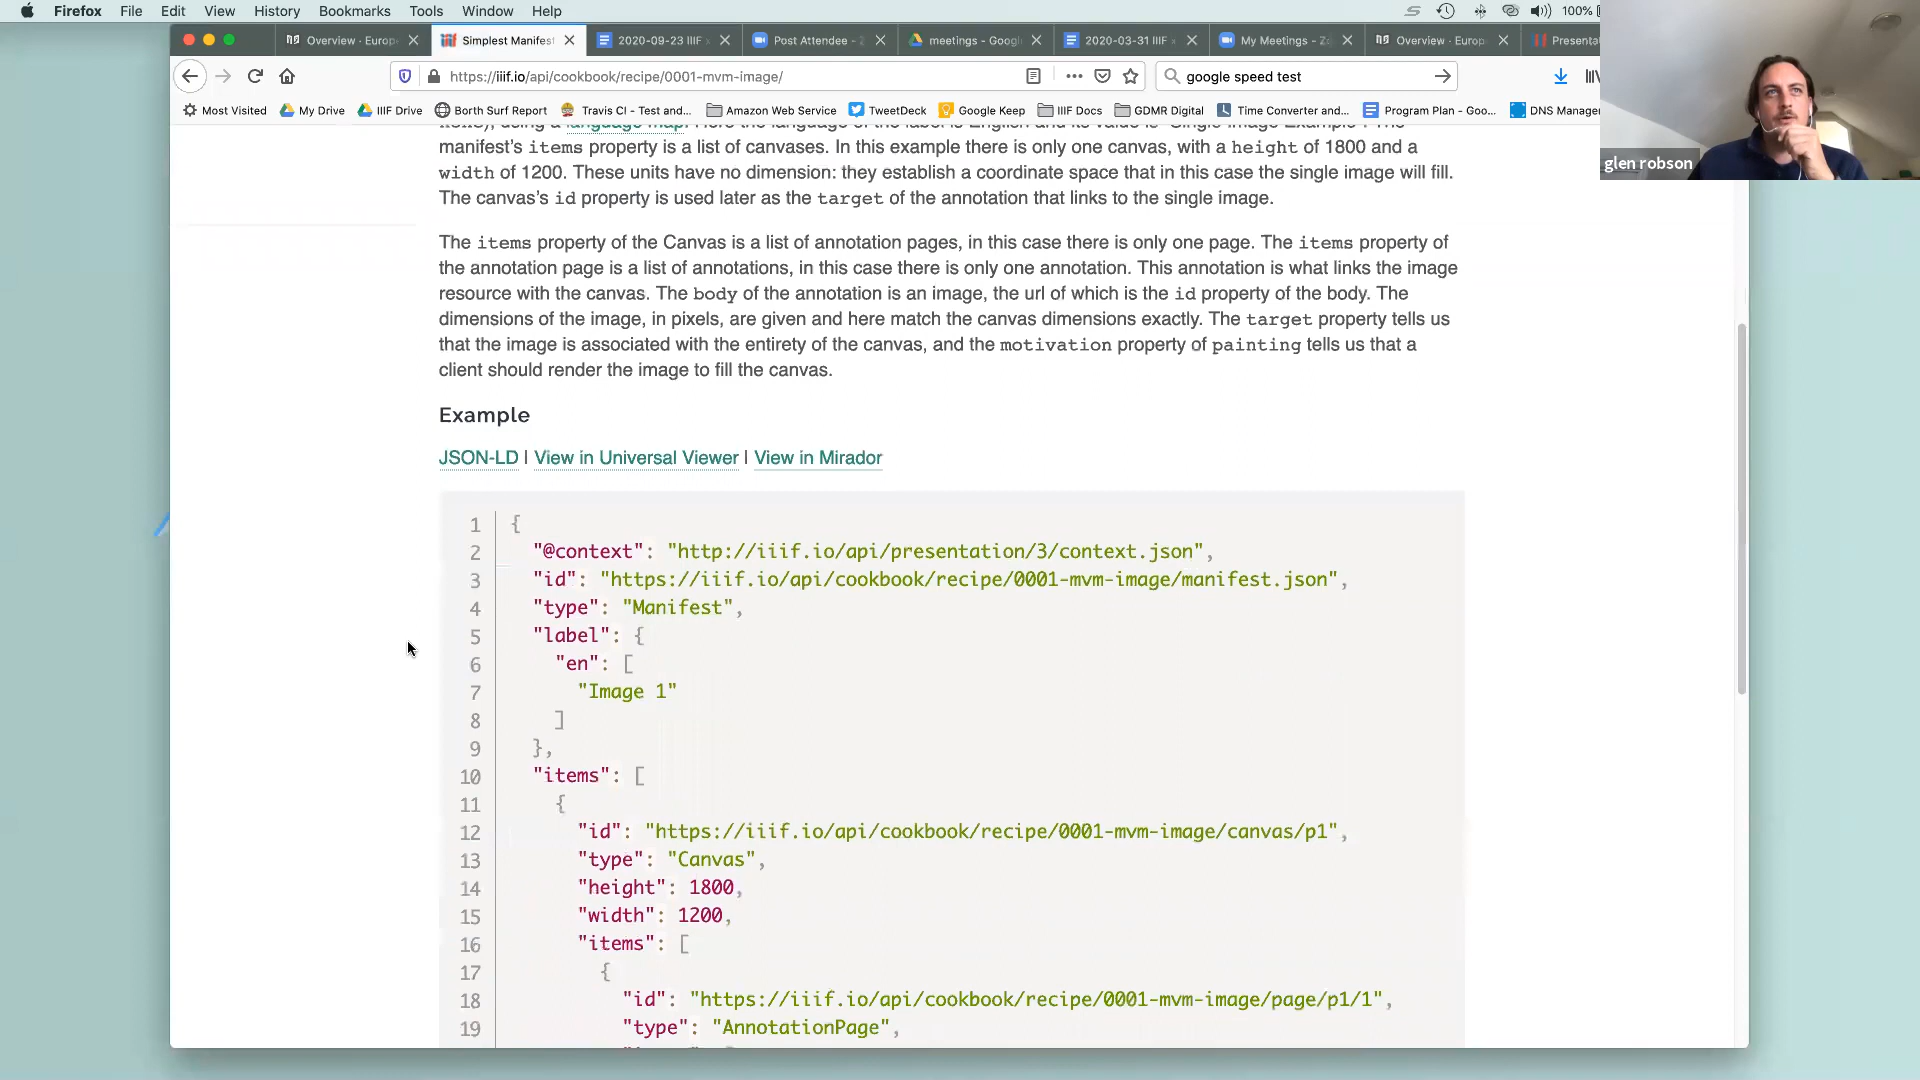 Firefox File Edit View History Bookmarks Tools Window Help 100%
Overview - Europ Simplest Manifest 2020-09-23 IIIF Post Attendee - meetings - Googl 2020-03-31 IIIF My Meetings - Zo Overview - Europ Presenta
https://iiif.io/api/cookbook/recipe/0001-mvm-image/ google speed test
Most Visited My Drive IIIF Drive Borth Surf Report Travis CI - Test and... Amazon Web Service TweetDeck Google Keep IIIF Docs GDMR Digital Time Converter and... Program Plan - Goo... DNS Manage
glen robson
manifest's items property is a list of canvases. In this example there is only one canvas, with a height of 1800 and a
width of 1200. These units have no dimension: they establish a coordinate space that in this case the single image will fill.
The canvas's id property is used later as the target of the annotation that links to the single image.
The items property of the Canvas is a list of annotation pages, in this case there is only one page. The items property of
the annotation page is a list of annotations, in this case there is only one annotation. This annotation is what links the image
resource with the canvas. The body of the annotation is an image, the url of which is the id property of the body. The
dimensions of the image, in pixels, are given and here match the canvas dimensions exactly. The target property tells us
that the image is associated with the entirety of the canvas, and the motivation property of painting tells us that a
client should render the image to fill the canvas.
Example
JSON-LD | View in Universal Viewer | View in Mirador
1 {
2 "@context": "http://iiif.io/api/presentation/3/context.json",
3 "id": "https://iiif.io/api/cookbook/recipe/0001-mvm-image/manifest.json",
4 "type": "Manifest",
5 "label": {
6 "en": [
7 "Image 1"
8 ]
9 },
10 "items": [
11 {
12 "id": "https://iiif.io/api/cookbook/recipe/0001-mvm-image/canvas/p1",
13 "type": "Canvas",
14 "height": 1800,
15 "width": 1200,
16 "items": [
17 {
18 "id": "https://iiif.io/api/cookbook/recipe/0001-mvm-image/page/p1/1",
19 "type": "AnnotationPage",